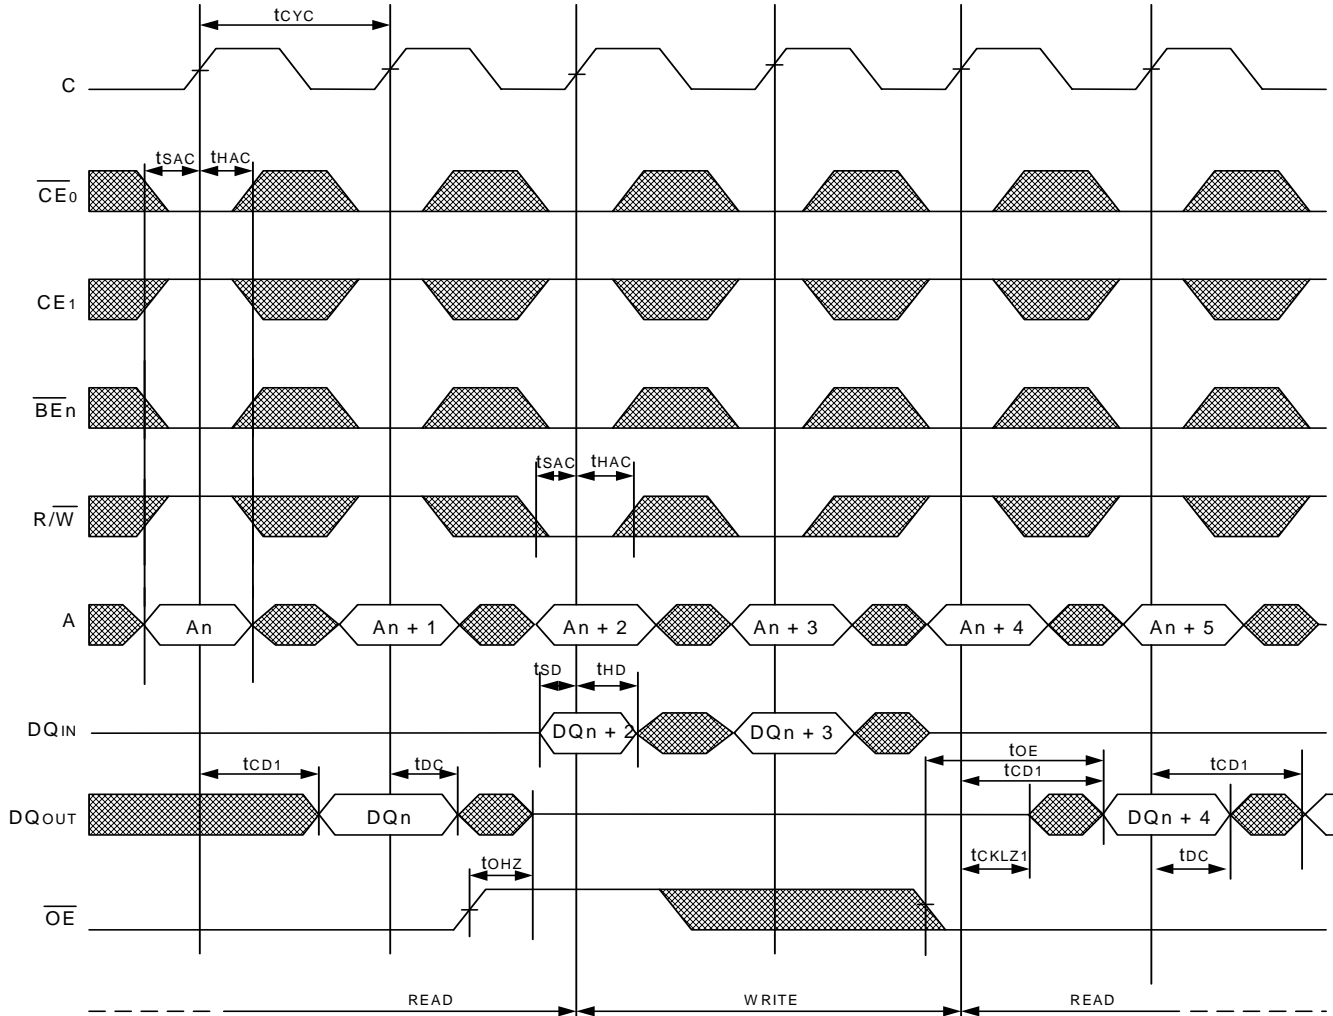 tCYC
C
tSAC tHAC
CE0
CE1
BEn
tSAC tHAC
R/W
A An An + 1 An + 2 An + 3 An + 4 An + 5
tSD tHD
DQIN DQn + 2 DQn + 3
tOE
tCD1 tDC tCD1 tCD1
DQOUT DQn DQn + 4
tOHZ tCKLZ1 tDC
OE
READ WRITE READ